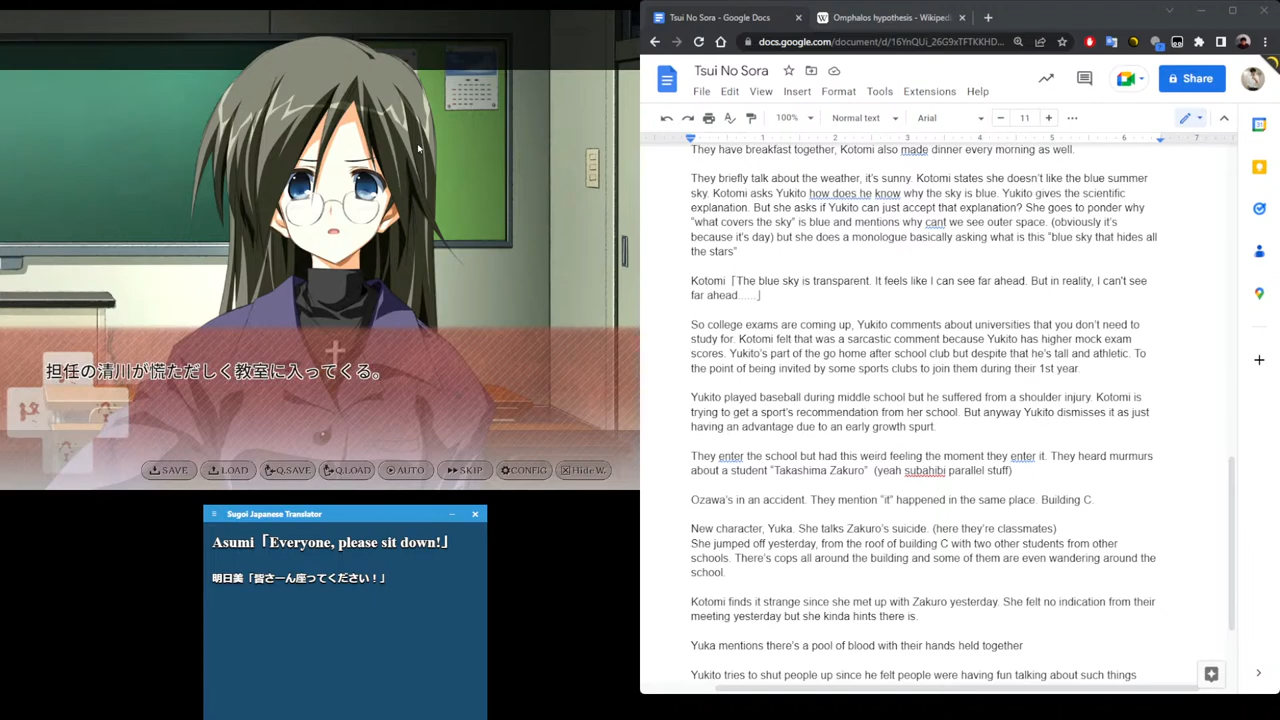 担任の清川が慌ただしく教室に入ってくる。
SAVE
LOAD
Q.SAVE
Q.LOAD
AUTO
SKIP
CONFIG
Hide W.
Sugoi Japanese Translator
Asumi「Everyone, please sit down!」
明日美「皆さーん座ってください！」
Tsui No Sora - Google Docs
Omphalos hypothesis - Wikiped
docs.google.com/document/d/16YnQUi_26G9xTFTKKHD...
Tsui No Sora
File Edit View Insert Format Tools Extensions Help
Share
100%
Normal text
Arial
11
1 2 3 4 5 6 7
They have breakfast together, Kotomi also made dinner every morning as well.
They briefly talk about the weather, it's sunny. Kotomi states she doesn't like the blue summer
sky. Kotomi asks Yukito how does he know why the sky is blue. Yukito gives the scientific
explanation. But she asks if Yukito can just accept that explanation? She goes to ponder why
"what covers the sky" is blue and mentions why cant we see outer space. (obviously it's
because it's day) but she does a monologue basically asking what is this "blue sky that hides all
the stars"
Kotomi「The blue sky is transparent. It feels like I can see far ahead. But in reality, I can't see
far ahead......」
So college exams are coming up, Yukito comments about universities that you don't need to
study for. Kotomi felt that was a sarcastic comment because Yukito has higher mock exam
scores. Yukito's part of the go home after school club but despite that he's tall and athletic. To
the point of being invited by some sports clubs to join them during their 1st year.
Yukito played baseball during middle school but he suffered from a shoulder injury. Kotomi is
trying to get a sport's recommendation from her school. But anyway Yukito dismisses it as just
having an advantage due to an early growth spurt.
They enter the school but had this weird feeling the moment they enter it. They heard murmurs
about a student "Takashima Zakuro" (yeah subahibi parallel stuff)
Ozawa's in an accident. They mention "it" happened in the same place. Building C.
New character, Yuka. She talks Zakuro's suicide. (here they're classmates)
She jumped off yesterday, from the roof of building C with two other students from other
schools. There's cops all around the building and some of them are even wandering around the
school.
Kotomi finds it strange since she met up with Zakuro yesterday. She felt no indication from their
meeting yesterday but she kinda hints there is.
Yuka mentions there's a pool of blood with their hands held together
Yukito tries to shut people up since he felt people were having fun talking about such things